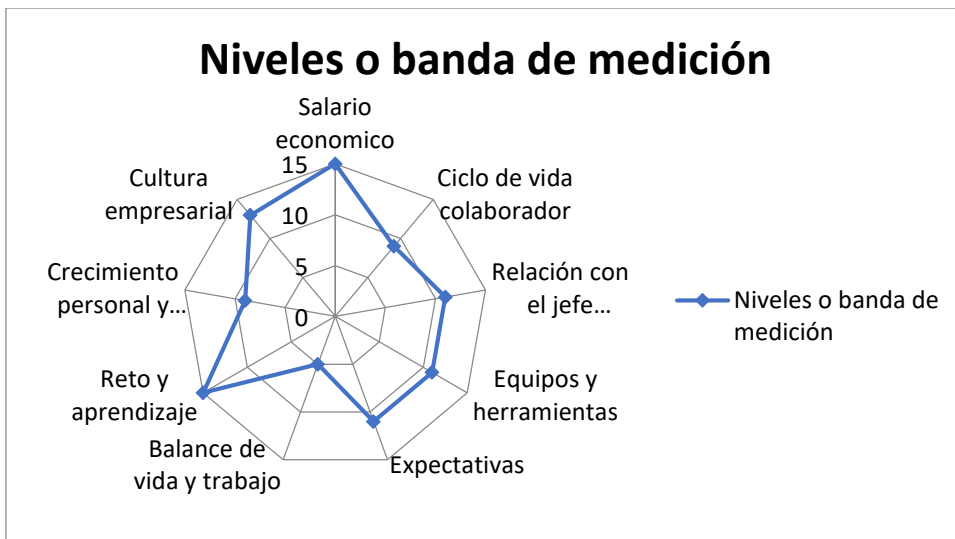 Niveles o banda de medición
Salario
economico
15
10
5
0
Ciclo de vida
colaborador
Relación con
el jefe...
Equipos y
herramientas
Expectativas
Balance de
vida y trabajo
Reto y
aprendizaje
Crecimiento
personal y...
Cultura
empresarial
Niveles o banda de
medición